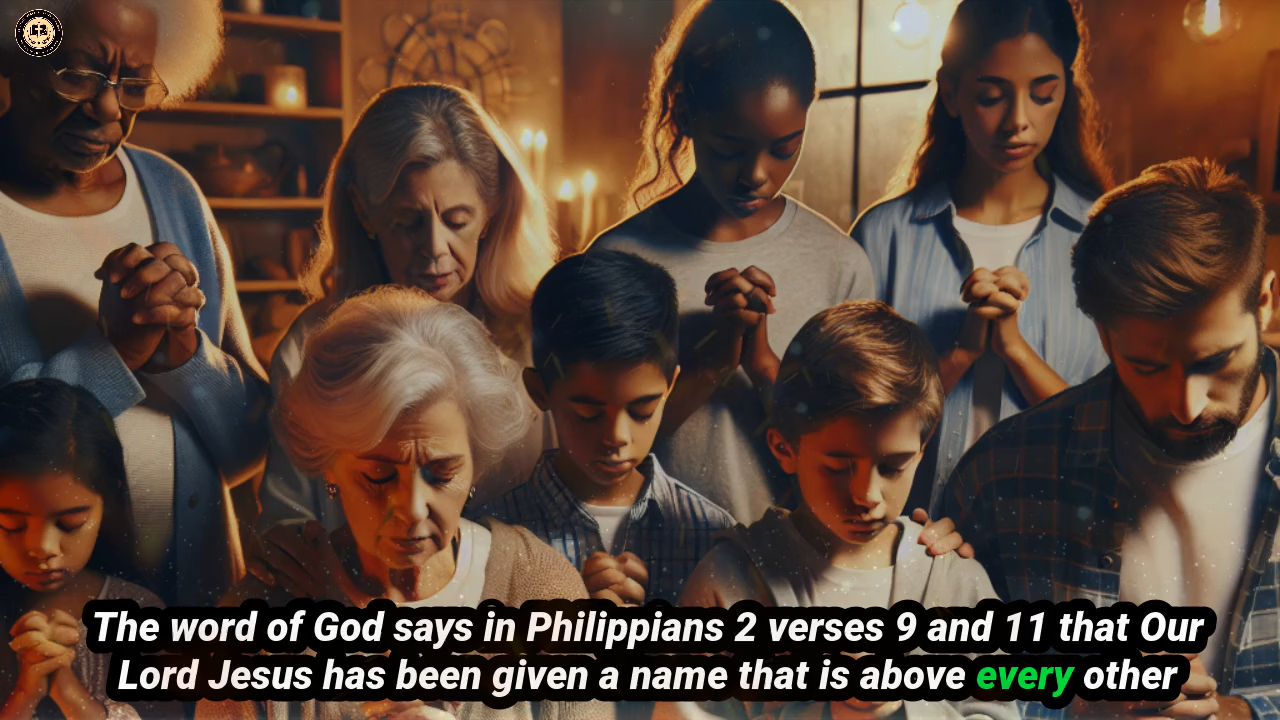 The word of God says in Philippians 2 verses 9 and 11 that Our
Lord Jesus has been given a name that is above every other